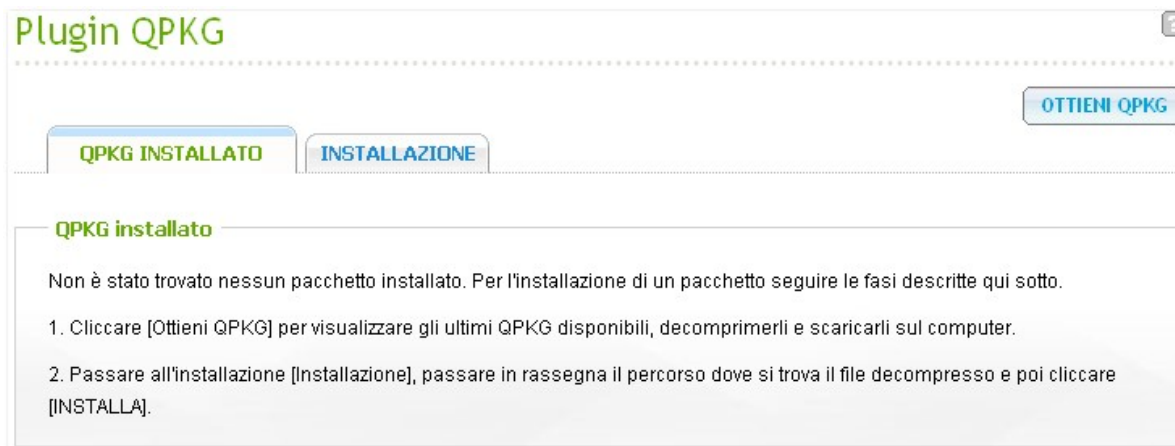 Plugin QPKG
OTTIENI QPKG
QPKG INSTALLATO
INSTALLAZIONE
QPKG installato
Non è stato trovato nessun pacchetto installato. Per l'installazione di un pacchetto seguire le fasi descritte qui sotto.
1. Cliccare [Ottieni QPKG] per visualizzare gli ultimi QPKG disponibili, decomprimerli e scaricarli sul computer.
2. Passare all'installazione [Installazione], passare in rassegna il percorso dove si trova il file decompresso e poi cliccare
[INSTALLA].